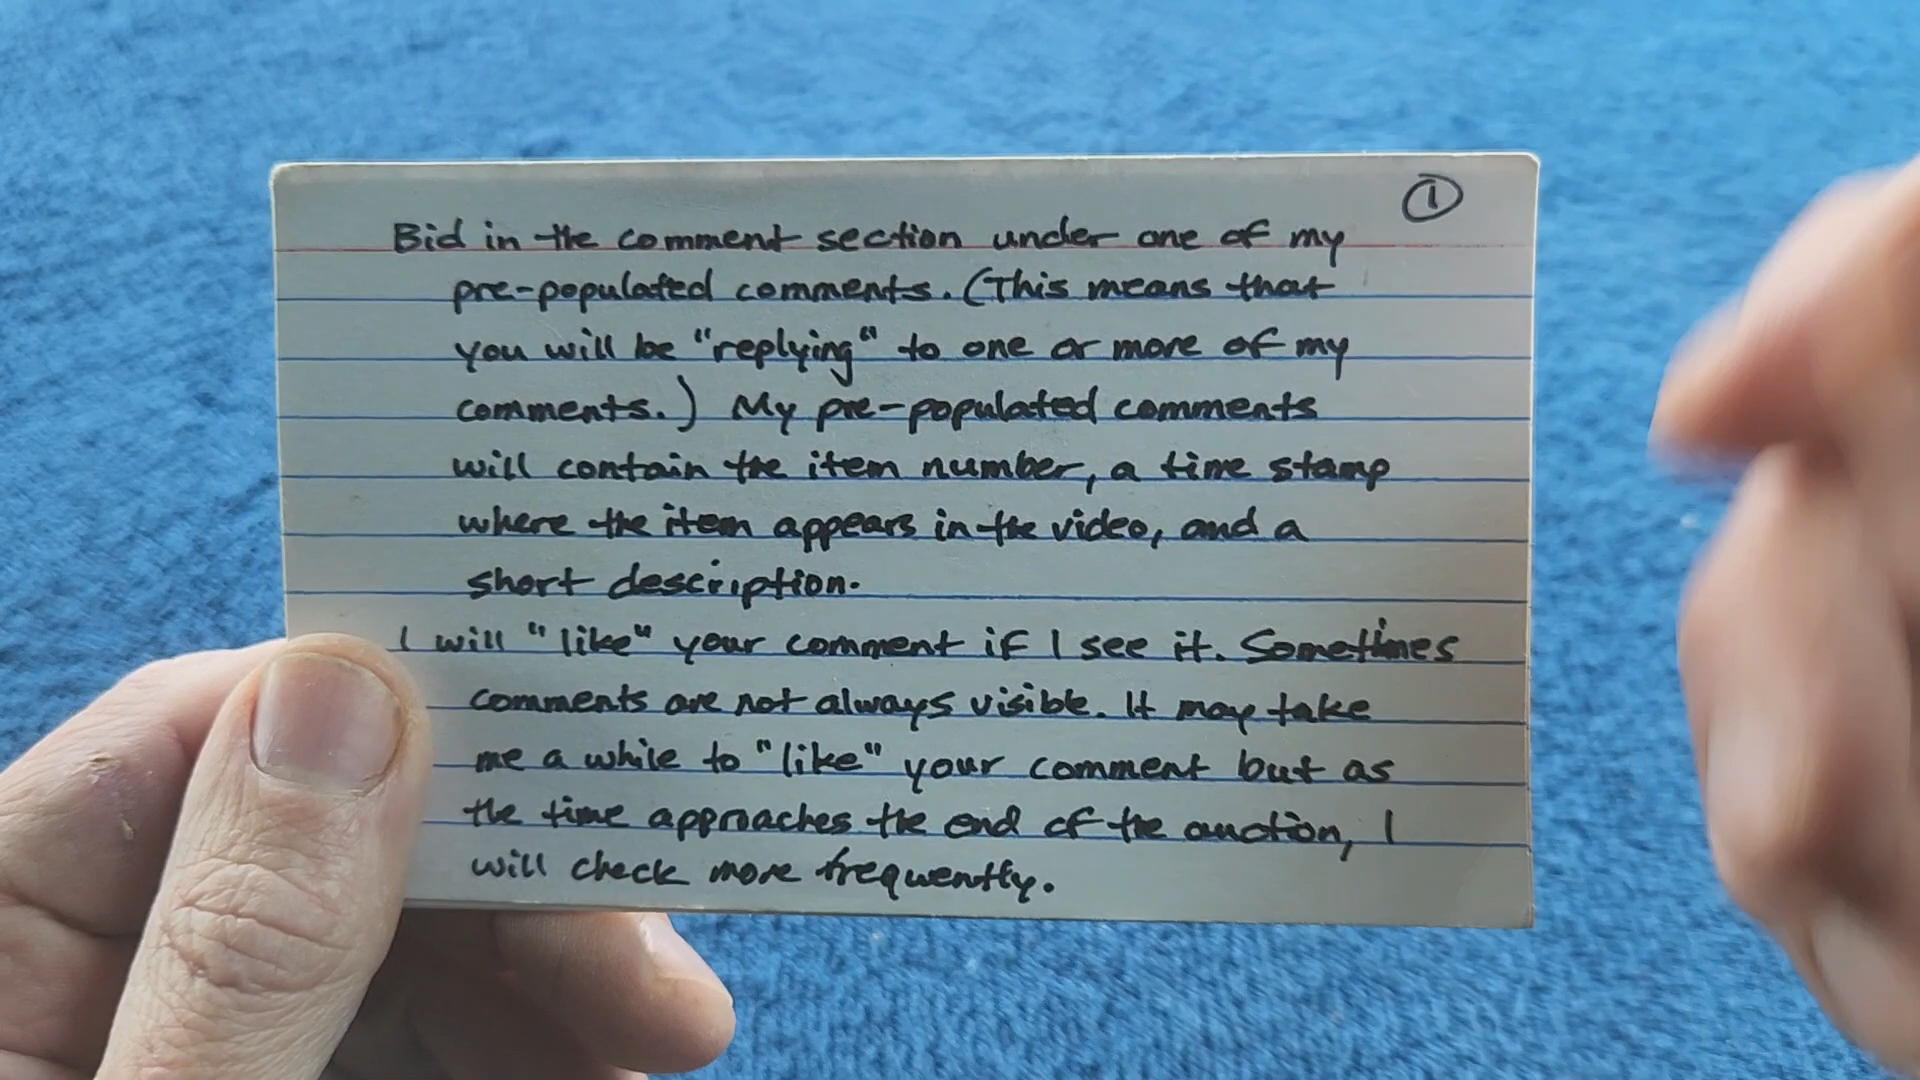 ①
Bid in the comment section under one of my
pre-populated comments. (This means that
you will be "replying" to one or more of my
comments.) My pre-populated comments
will contain the item number, a time stamp
where the item appears in the video, and a
short description.
I will "like" your comment if I see it. Sometimes
comments are not always visible. It may take
me a while to "like" your comment but as
the time approaches the end of the auction, I
will check more frequently.